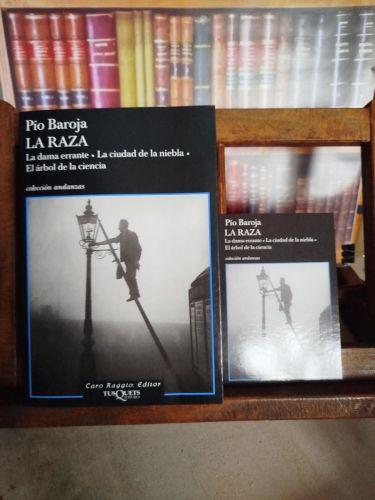 Pío Baroja
LA RAZA
La dama errante • La ciudad de la niebla •
El árbol de la ciencia
colección andanzas
Caro Raggio: Editor
TUSQUETS
EDITORES
Pío Baroja
LA RAZA
La dama errante • La ciudad de la niebla •
El árbol de la ciencia
colección andanzas